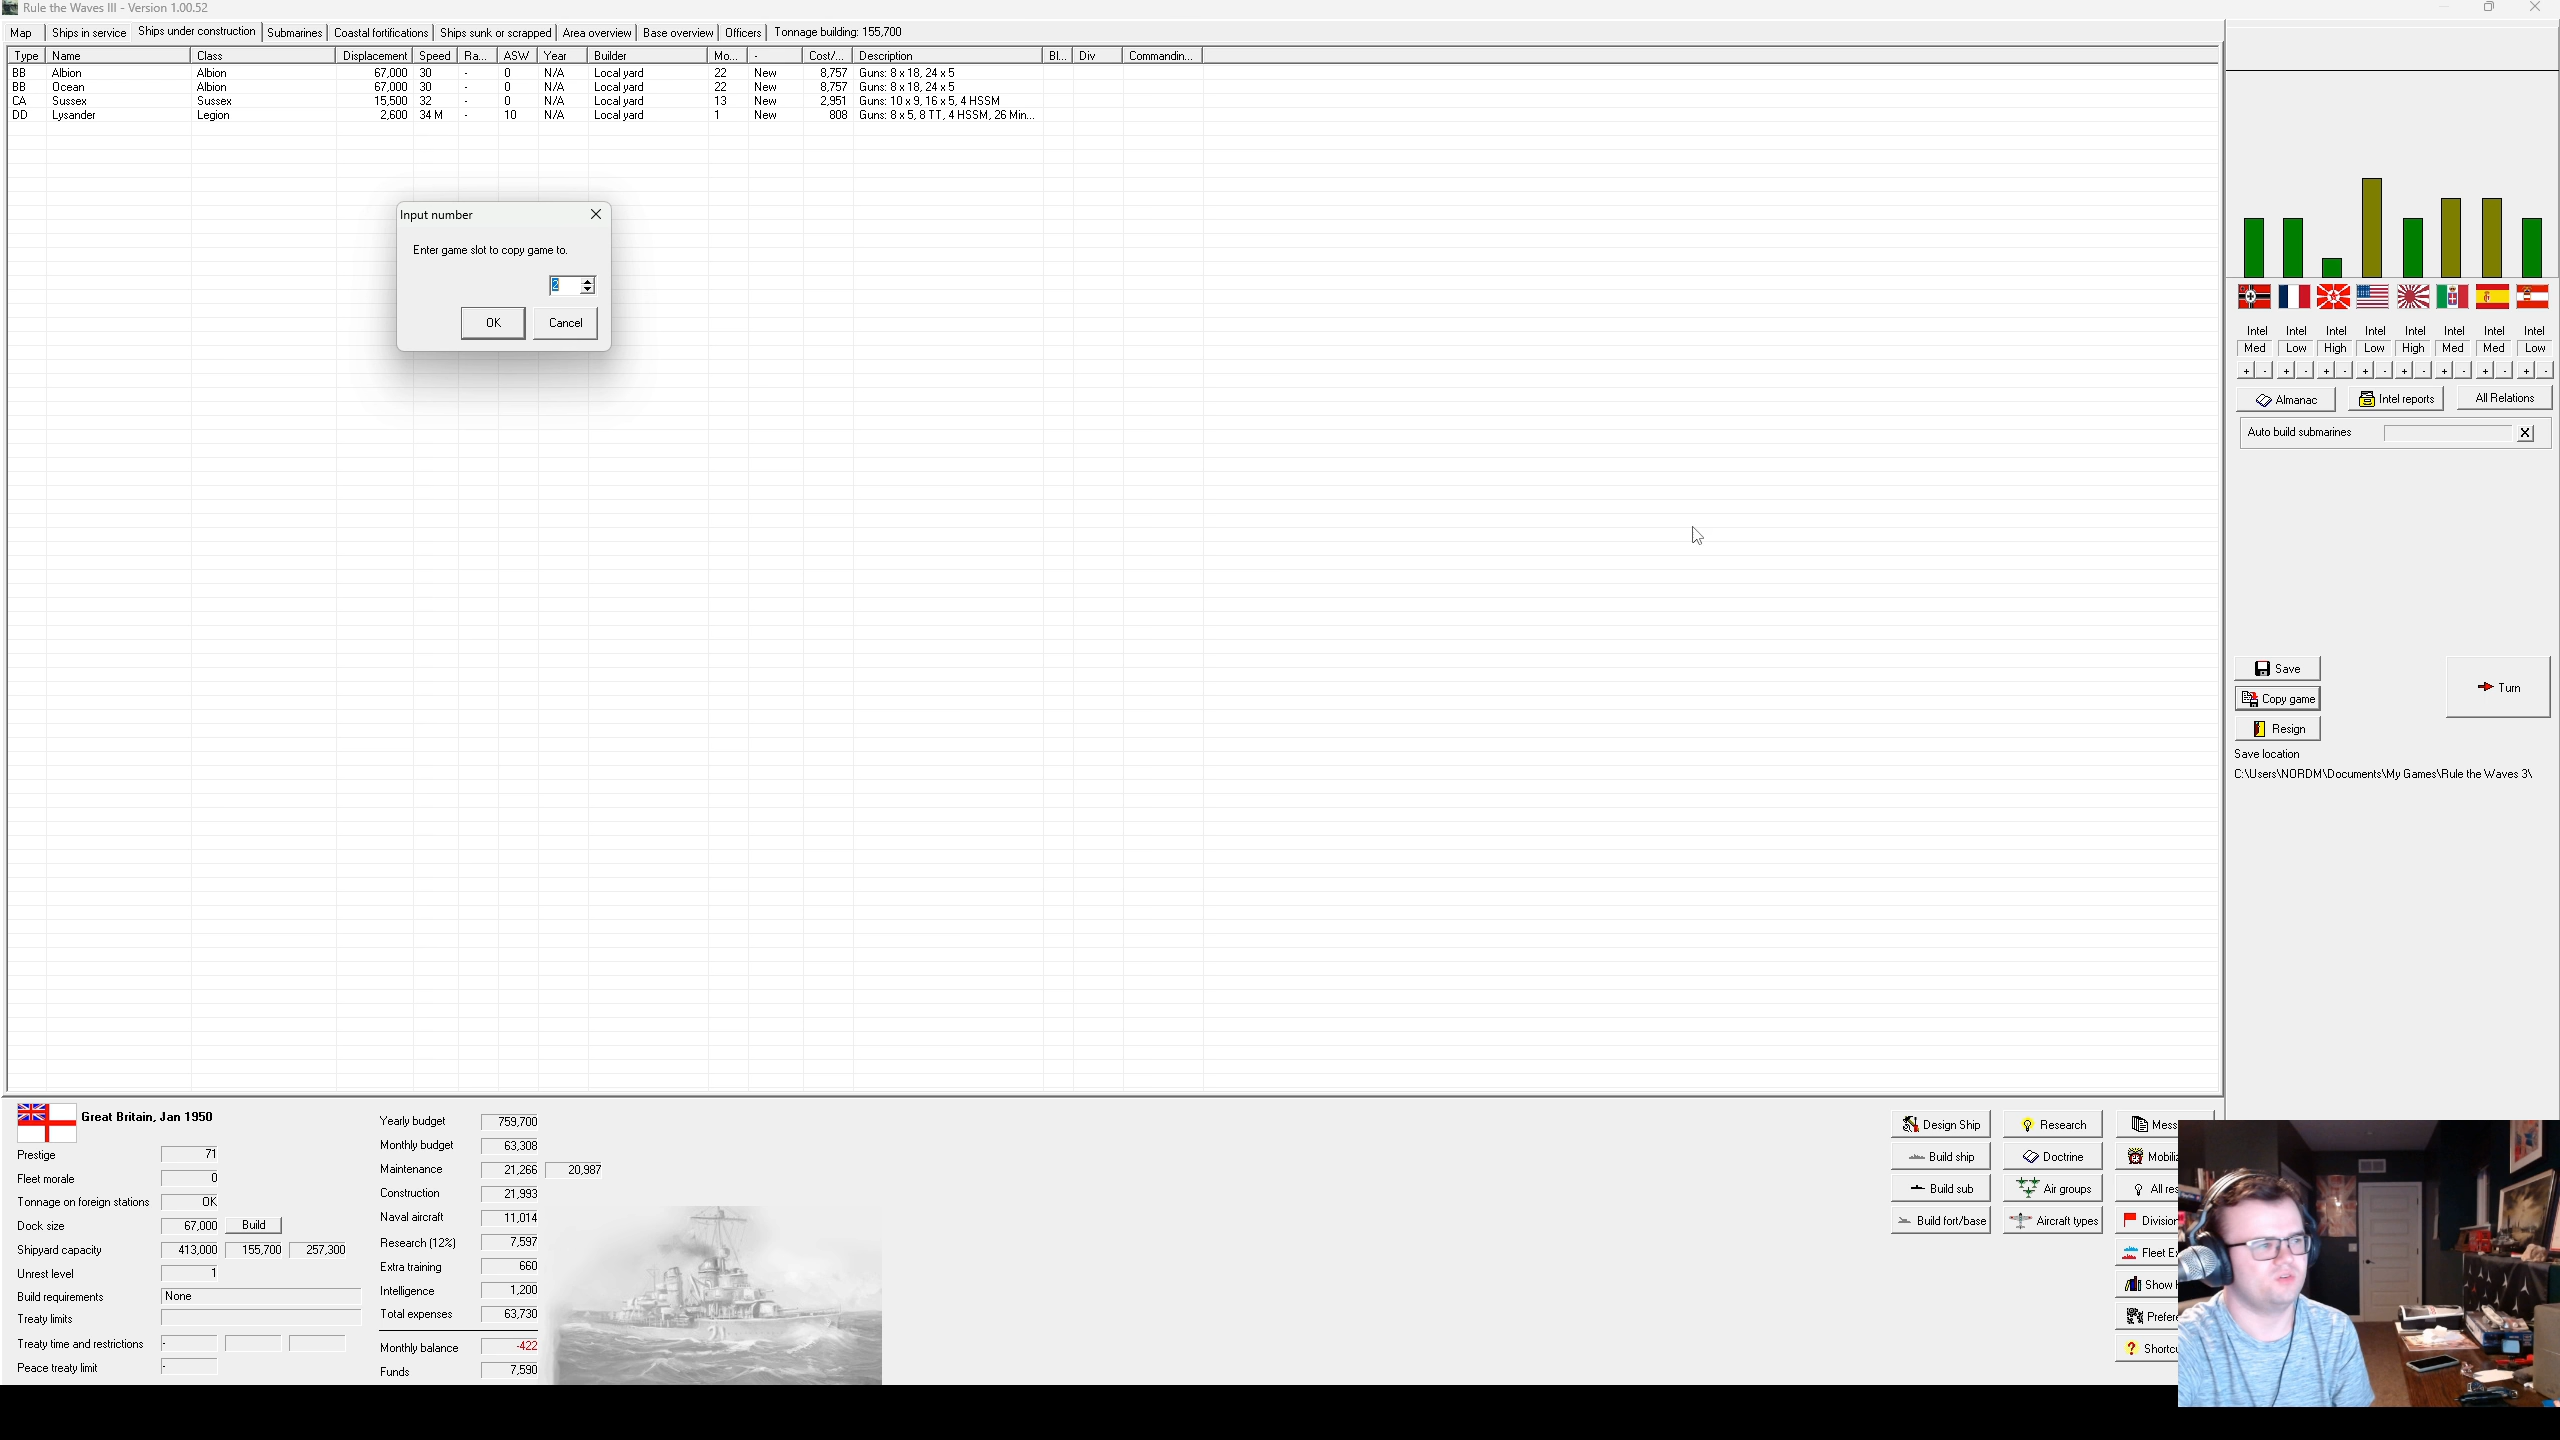 Rule the Waves III - Version 1.00.52
Map Ships in service Ships under construction Submarines Coastal fortifications Ships sunk or scrapped Area overview Base overview Officers Tonnage building: 155,700
Type Name Class Displacement Speed Ra... ASW Year Builder Mo... - Cost/... Description Bl... Div Commandin...
BB Albion Albion 67,000 30 - 0 N/A Local yard 22 New 8,757 Guns: 8 x 18, 24 x 5
BB Ocean Albion 67,000 30 - 0 N/A Local yard 22 New 8,757 Guns: 8 x 18, 24 x 5
CA Sussex Sussex 15,500 32 - 0 N/A Local yard 13 New 2,951 Guns: 10 x 9, 16 x 5, 4 HSSM
DD Lysander Legion 2,600 34 M - 10 N/A Local yard 1 New 808 Guns: 8 x 5, 8 TT, 4 HSSM, 26 Min...
Input number
Enter game slot to copy game to.
2
OK Cancel
Intel Intel Intel Intel Intel Intel Intel Intel
Med Low High Low High Med Med Low
+ - + - + - + - + - + - + - + -
Almanac Intel reports All Relations
Auto build submarines X
Save
Copy game
Turn
Resign
Save location
C:\Users\NORDM\Documents\My Games\Rule the Waves 3\
Great Britain, Jan 1950
Prestige 71
Fleet morale 0
Tonnage on foreign stations OK
Dock size 67,000 Build
Shipyard capacity 413,000 155,700 257,300
Unrest level 1
Build requirements None
Treaty limits
Treaty time and restrictions -
Peace treaty limit -
Yearly budget 759,700
Monthly budget 63,308
Maintenance 21,266 20,987
Construction 21,993
Naval aircraft 11,014
Research (12%) 7,597
Extra training 660
Intelligence 1,200
Total expenses 63,730
Monthly balance -422
Funds 7,590
Design Ship Research Mess
Build ship Doctrine Mobiliz
Build sub Air groups All res
Build fort/base Aircraft types Division
Fleet E
Show
Prefere
Shortcu